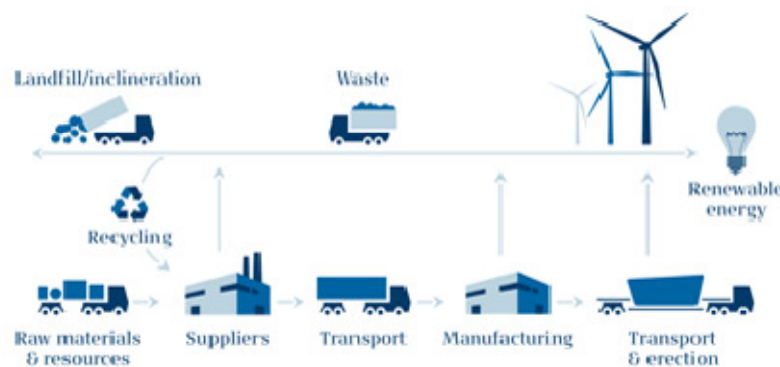 Landfill/inclineration
Waste
Renewable
energy
Recycling
Raw materials
& resources
Suppliers
Transport
Manufacturing
Transport
& erection